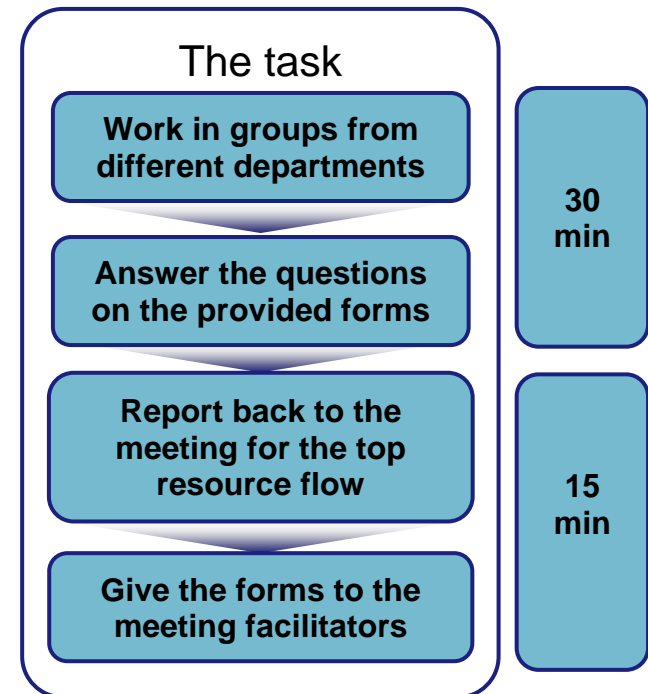 The task
Work in groups from
different departments
30
min
Answer the questions
on the provided forms
Report back to the
meeting for the top
resource flow
15
min
Give the forms to the
meeting facilitators